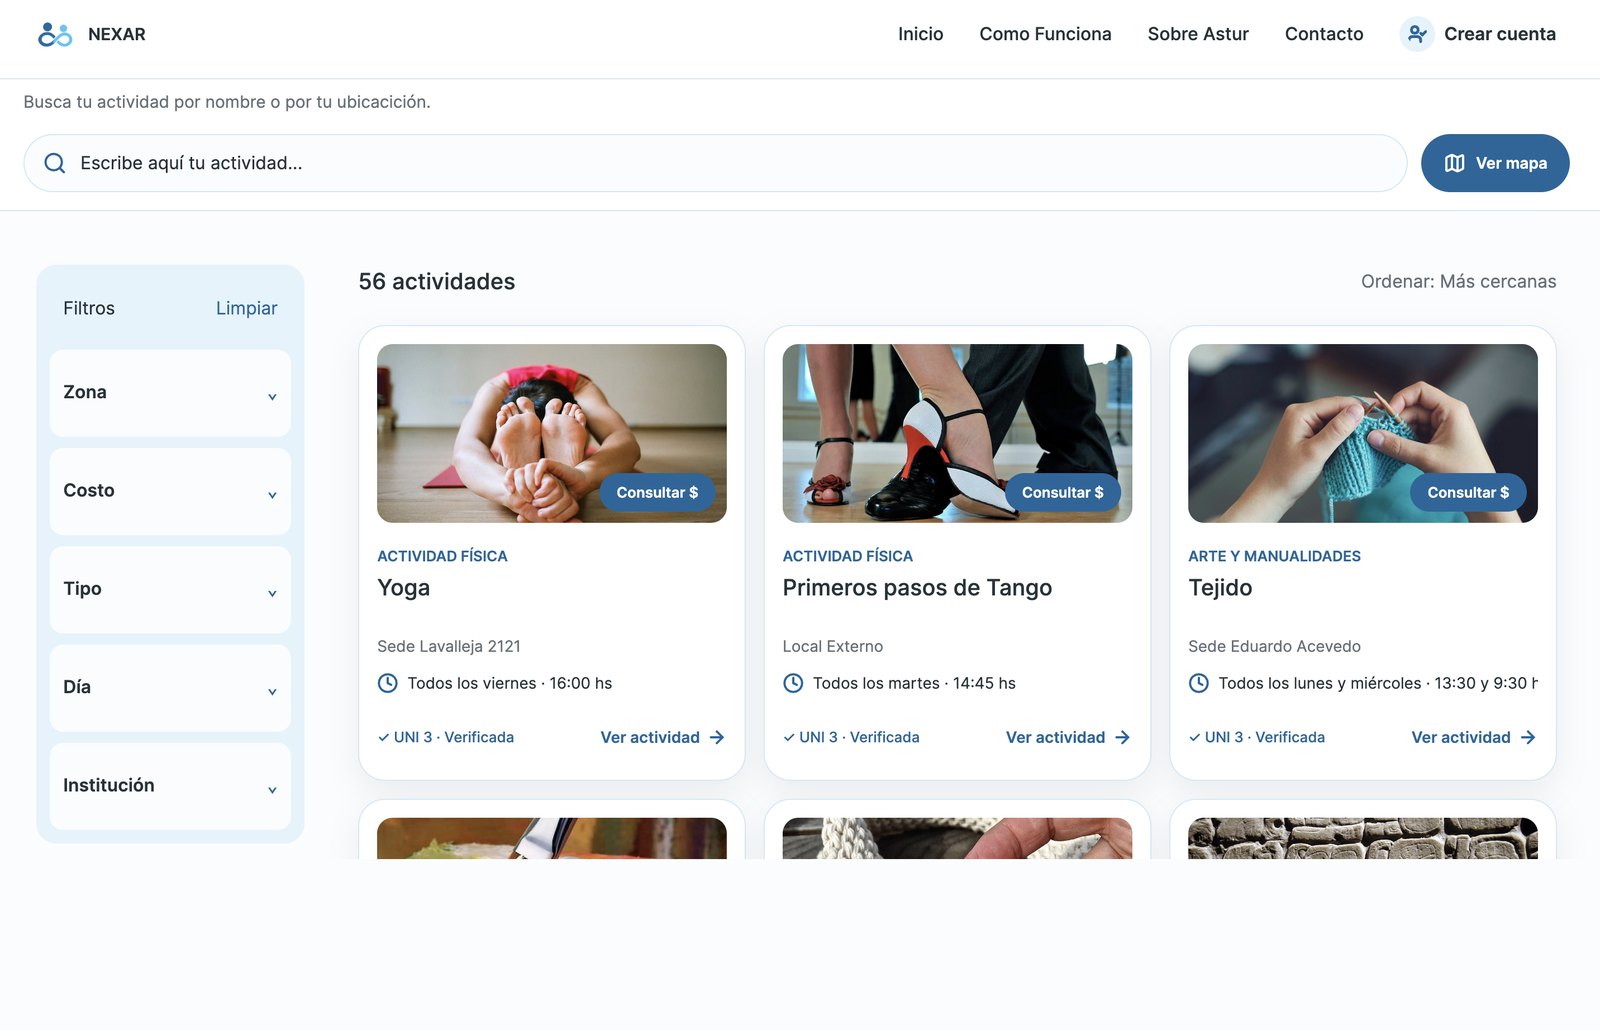 NEXAR
Inicio
Como Funciona
Sobre Astur
Contacto
Crear cuenta
Busca tu actividad por nombre o por tu ubicacición.
Escribe aquí tu actividad...
Ver mapa
Filtros
Limpiar
Zona
Costo
Tipo
Día
Institución
56 actividades
Ordenar: Más cercanas
Consultar $
ACTIVIDAD FÍSICA
Yoga
Sede Lavalleja 2121
Todos los viernes · 16:00 hs
✓ UNI 3 · Verificada
Ver actividad →
Consultar $
ACTIVIDAD FÍSICA
Primeros pasos de Tango
Local Externo
Todos los martes · 14:45 hs
✓ UNI 3 · Verificada
Ver actividad →
Consultar $
ARTE Y MANUALIDADES
Tejido
Sede Eduardo Acevedo
Todos los lunes y miércoles · 13:30 y 9:30 h
✓ UNI 3 · Verificada
Ver actividad →